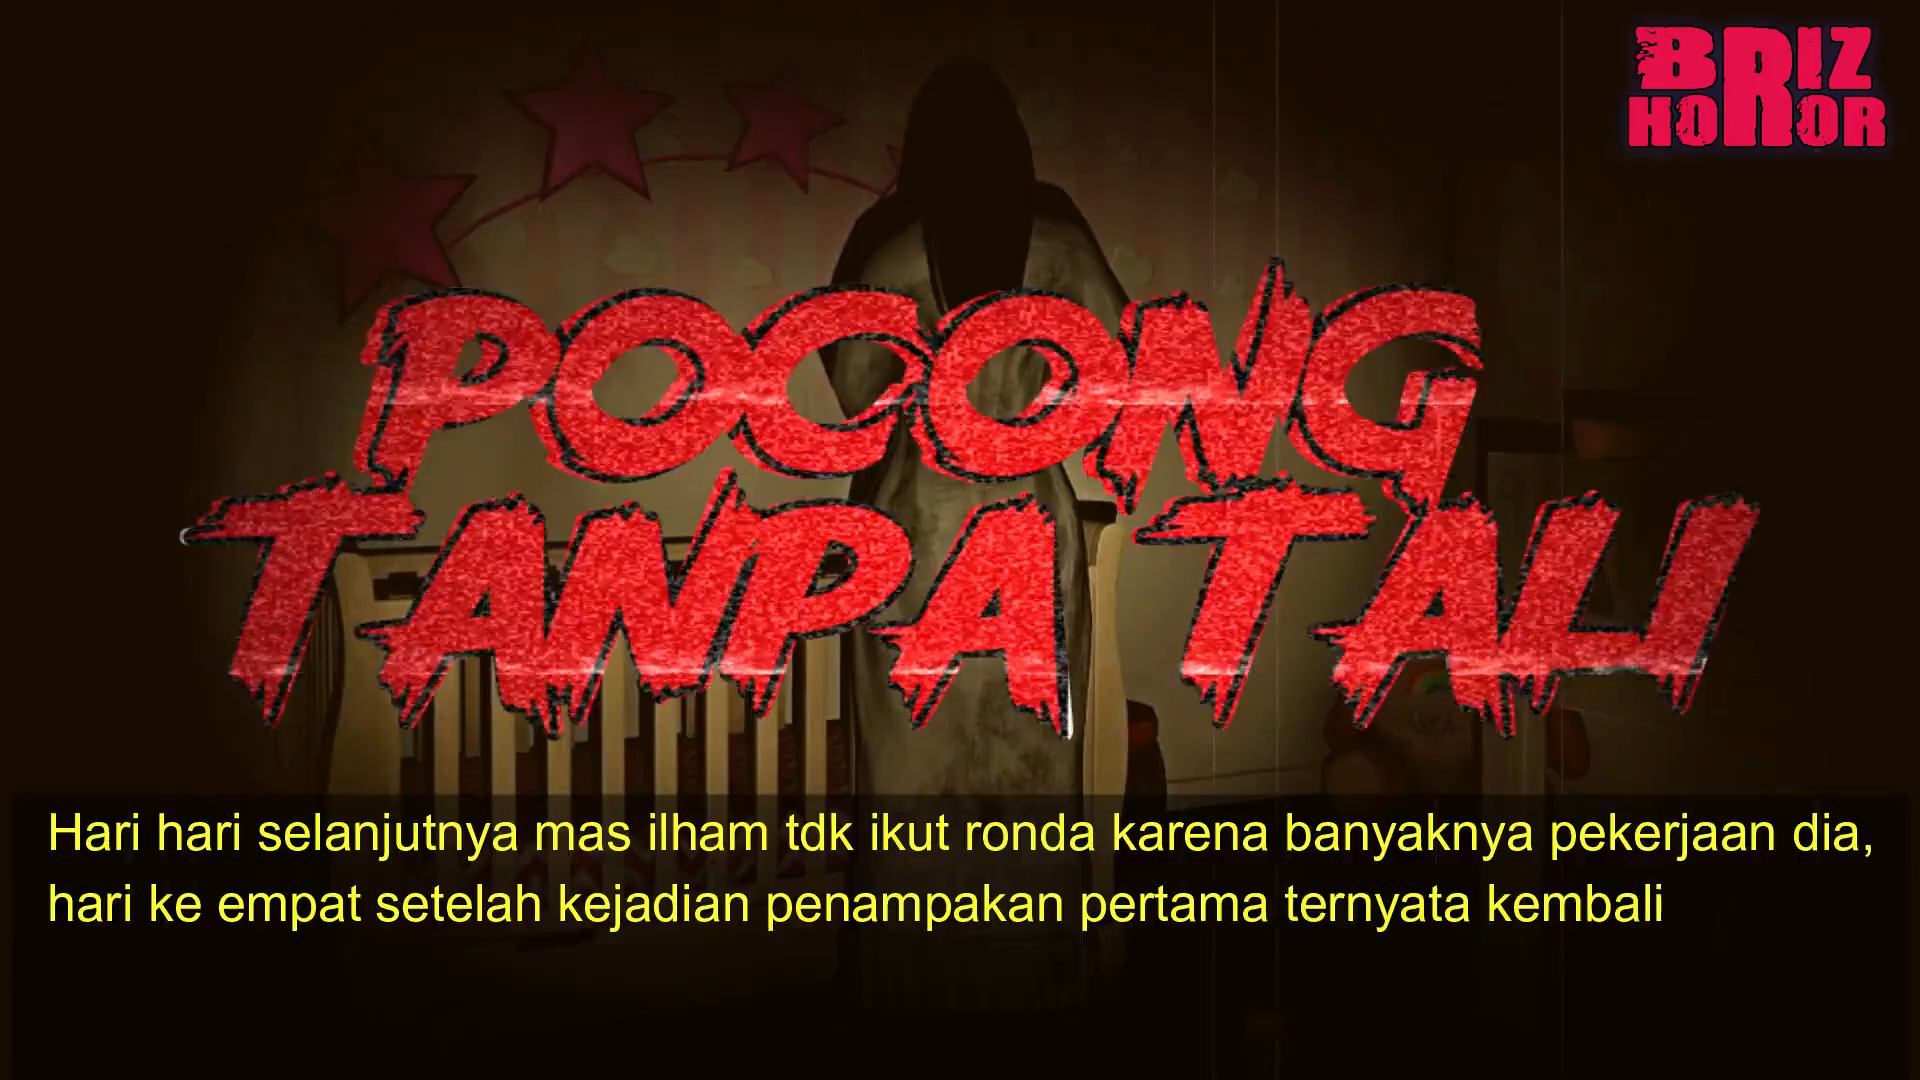 BRIZ
HOROR
POCONG
TANPA TALI
Hari hari selanjutnya mas ilham tdk ikut ronda karena banyaknya pekerjaan dia,
hari ke empat setelah kejadian penampakan pertama ternyata kembali